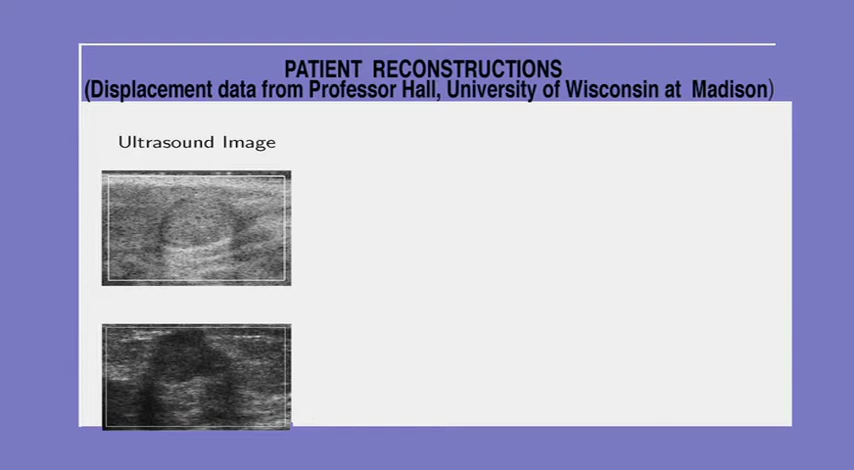 PATIENT RECONSTRUCTIONS
(Displacement data from Professor Hall, University of Wisconsin at Madison)
Ultrasound Image